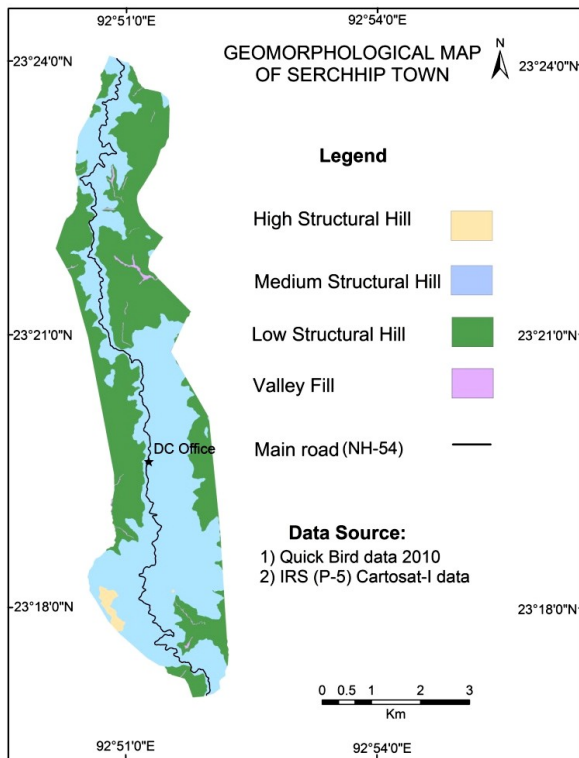 92°51'0"E 92°54'0"E
23°24'0"N 23°24'0"N
GEOMORPHOLOGICAL MAP
OF SERCHHIP TOWN
N
Legend
High Structural Hill
Medium Structural Hill
23°21'0"N 23°21'0"N
Low Structural Hill
Valley Fill
Main road (NH-54)
DC Office
Data Source:
1) Quick Bird data 2010
2) IRS (P-5) Cartosat-I data
23°18'0"N 23°18'0"N
0 0.5 1 2 3
Km
92°51'0"E 92°54'0"E